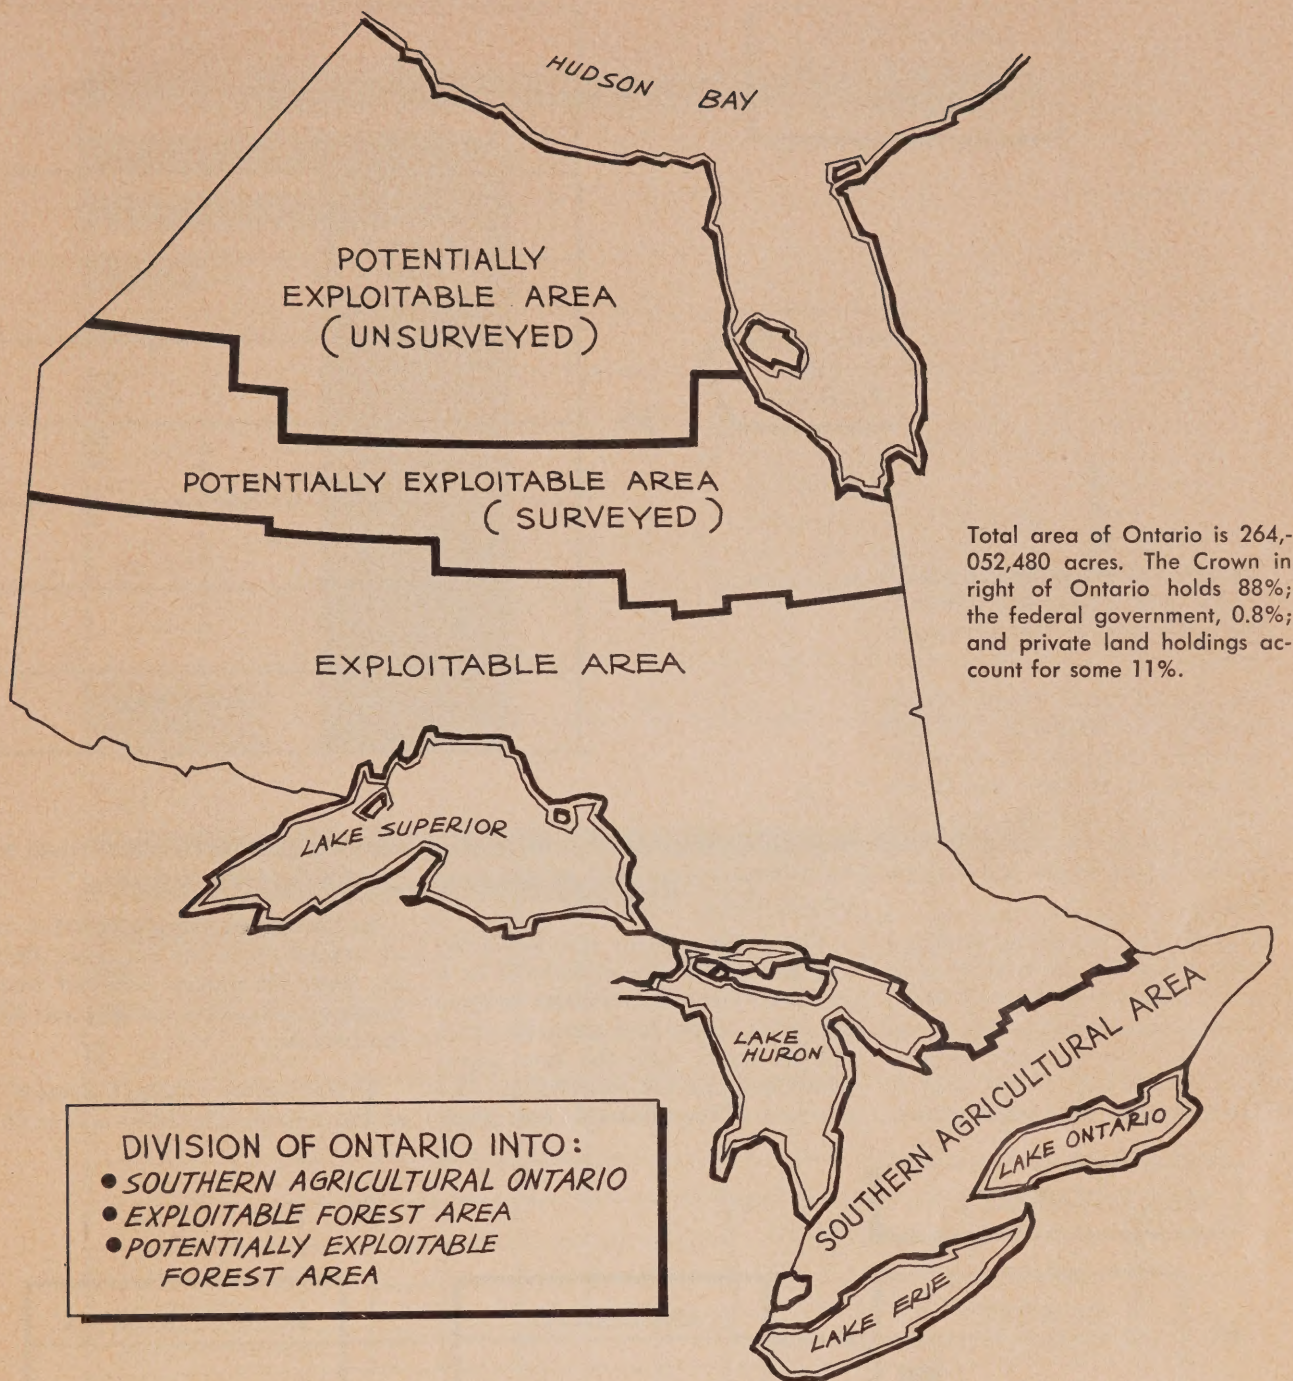 HUDSON BAY
POTENTIALLY
EXPLOITABLE AREA
(UNSURVEYED)
POTENTIALLY EXPLOITABLE AREA
(SURVEYED)
Total area of Ontario is 264,-
052,480 acres. The Crown in
right of Ontario holds 88%;
the federal government, 0.8%;
and private land holdings ac-
count for some 11%.
EXPLOITABLE AREA
LAKE SUPERIOR
LAKE
HURON
SOUTHERN AGRICULTURAL AREA
LAKE ONTARIO
LAKE ERIE
DIVISION OF ONTARIO INTO:
• SOUTHERN AGRICULTURAL ONTARIO
• EXPLOITABLE FOREST AREA
• POTENTIALLY EXPLOITABLE
FOREST AREA